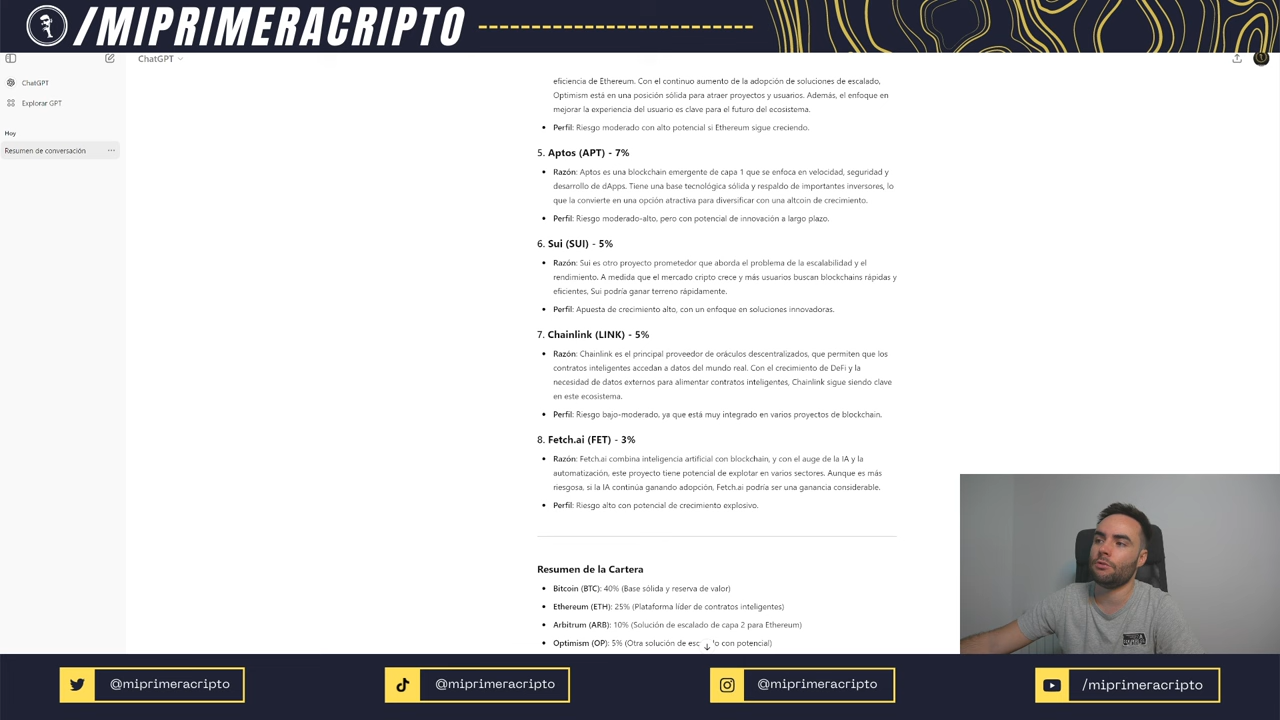 /MIPRIMERACRIPTO
ChatGPT
ChatGPT
Explorar GPT
Hoy
Resumen de conversación
eficiencia de Ethereum. Con el continuo aumento de la adopción de soluciones de escalado,
Optimism está en una posición sólida para atraer proyectos y usuarios. Además, el enfoque en
mejorar la experiencia del usuario es clave para el futuro del ecosistema.
• Perfil: Riesgo moderado con alto potencial si Ethereum sigue creciendo.
5. Aptos (APT) - 7%
• Razón: Aptos es una blockchain emergente de capa 1 que se enfoca en velocidad, seguridad y
desarrollo de dApps. Tiene una base tecnológica sólida y respaldo de importantes inversores, lo
que la convierte en una opción atractiva para diversificar con una altcoin de crecimiento.
• Perfil: Riesgo moderado-alto, pero con potencial de innovación a largo plazo.
6. Sui (SUI) - 5%
• Razón: Sui es otro proyecto prometedor que aborda el problema de la escalabilidad y el
rendimiento. A medida que el mercado cripto crece y más usuarios buscan blockchains rápidas y
eficientes, Sui podría ganar terreno rápidamente.
• Perfil: Apuesta de crecimiento alto, con un enfoque en soluciones innovadoras.
7. Chainlink (LINK) - 5%
• Razón: Chainlink es el principal proveedor de oráculos descentralizados, que permiten que los
contratos inteligentes accedan a datos del mundo real. Con el crecimiento de DeFi y la
necesidad de datos externos para alimentar contratos inteligentes, Chainlink sigue siendo clave
en este ecosistema.
• Perfil: Riesgo bajo-moderado, ya que está muy integrado en varios proyectos de blockchain.
8. Fetch.ai (FET) - 3%
• Razón: Fetch.ai combina inteligencia artificial con blockchain, y con el auge de la IA y la
automatización, este proyecto tiene potencial de explotar en varios sectores. Aunque es más
riesgosa, si la IA continúa ganando adopción, Fetch.ai podría ser una ganancia considerable.
• Perfil: Riesgo alto con potencial de crecimiento explosivo.
Resumen de la Cartera
• Bitcoin (BTC): 40% (Base sólida y reserva de valor)
• Ethereum (ETH): 25% (Plataforma líder de contratos inteligentes)
• Arbitrum (ARB): 10% (Solución de escalado de capa 2 para Ethereum)
• Optimism (OP): 5% (Otra solución de con potencial)
@miprimeracripto
@miprimeracripto
@miprimeracripto
/miprimeracripto